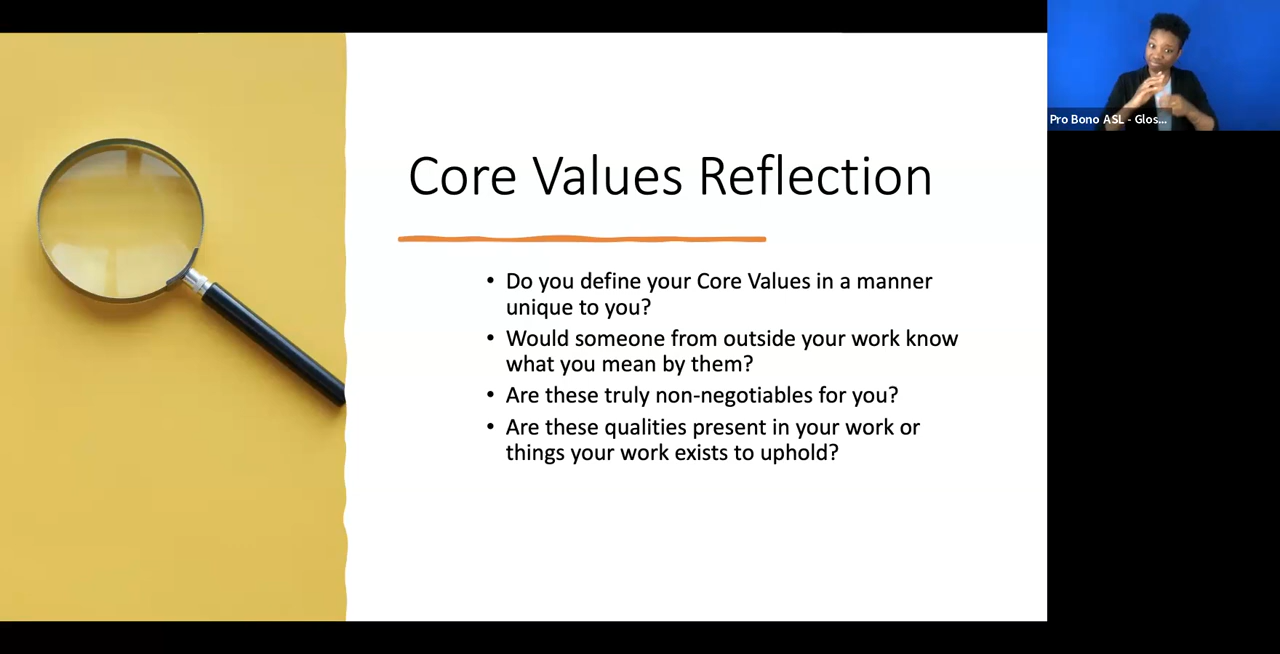 Core Values Reflection
• Do you define your Core Values in a manner
unique to you?
• Would someone from outside your work know
what you mean by them?
• Are these truly non-negotiables for you?
• Are these qualities present in your work or
things your work exists to uphold?
Pro Bono ASL - Glos...